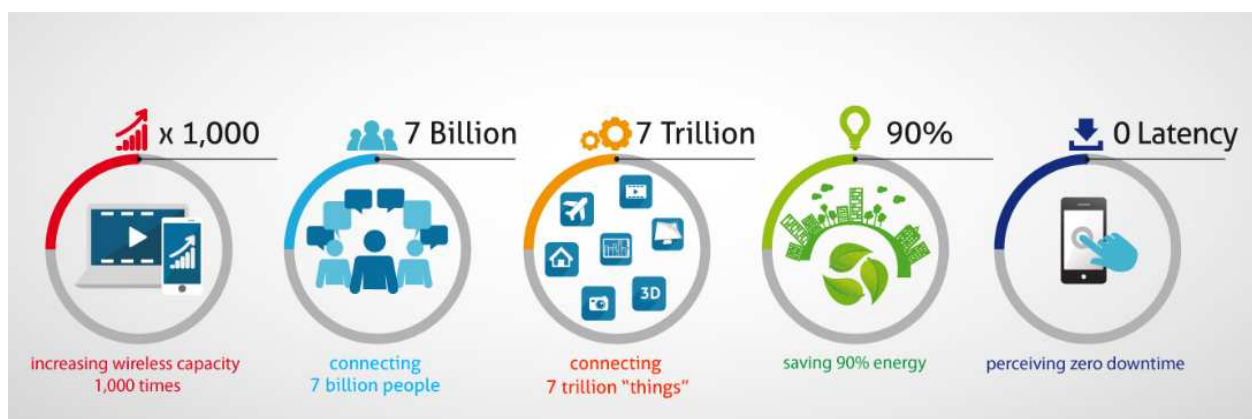 x 1,000
7 Billion
7 Trillion
90%
0 Latency
3D
increasing wireless capacity
1,000 times
connecting
7 billion people
connecting
7 trillion “things”
saving 90% energy
perceiving zero downtime